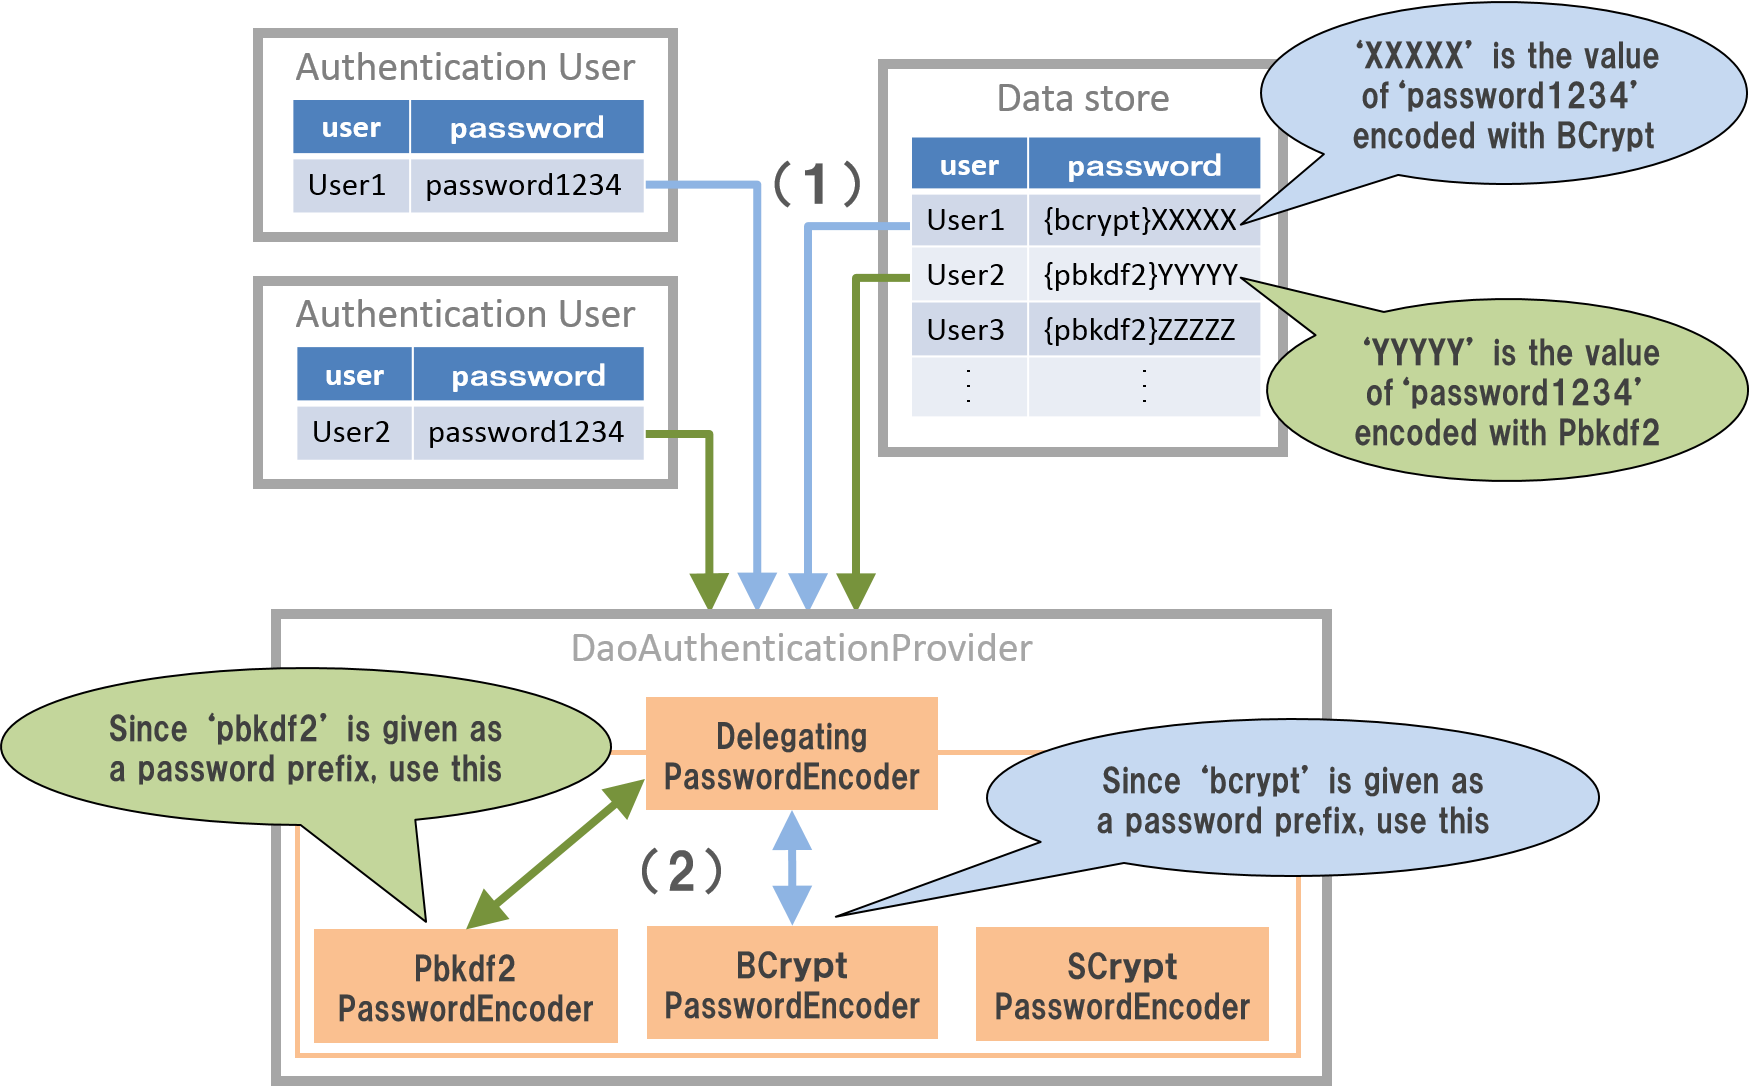 Authentication User
user password
User1 password1234
Authentication User
user password
User2 password1234
(1)
Data store
user password
User1 {bcrypt}XXXXX
User2 {pbkdf2}YYYYY
User3 {pbkdf2}ZZZZZ
: :
‘XXXXX’ is the value
of ‘password1234’
encoded with BCrypt
‘YYYYY’ is the value
of ‘password1234’
encoded with Pbkdf2
DaoAuthenticationProvider
Since ‘pbkdf2’ is given as
a password prefix, use this
Delegating
PasswordEncoder
Since ‘bcrypt’ is given as
a password prefix, use this
(2)
Pbkdf2
PasswordEncoder
BCrypt
PasswordEncoder
SCrypt
PasswordEncoder